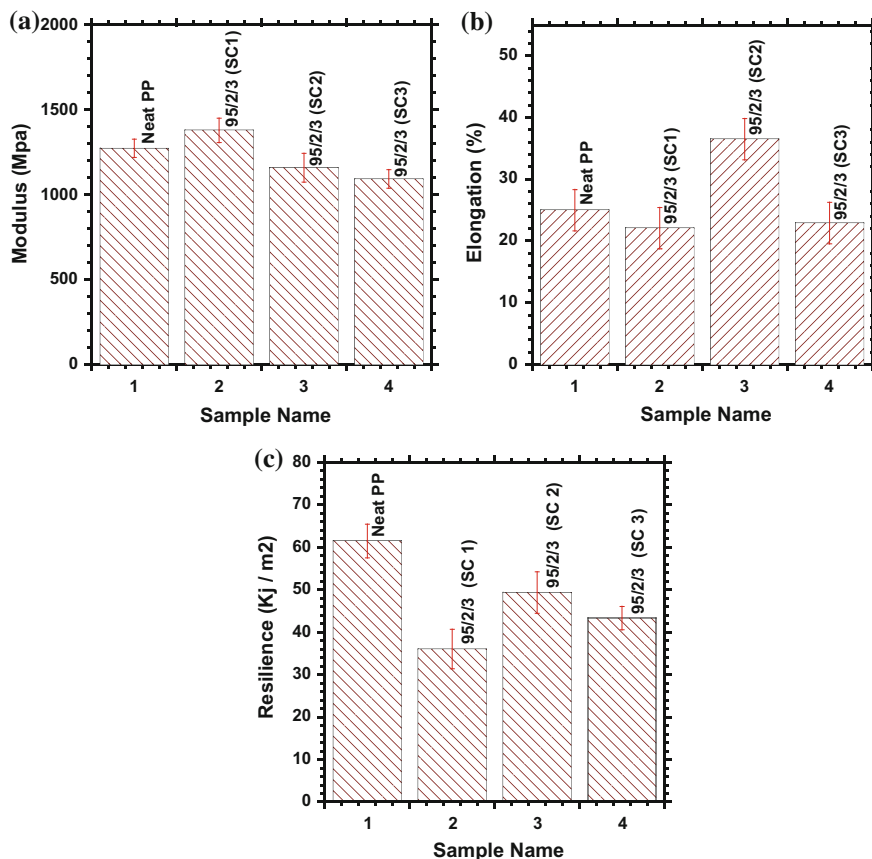 (a)
2000
1500
1000
500
0
Modulus (Mpa)
Neat PP
95/2/3 (SC1)
95/2/3 (SC2)
95/2/3 (SC3)
1 2 3 4
Sample Name
(b)
50
40
30
20
10
0
Elongation (%)
Neat PP
95/2/3 (SC1)
95/2/3 (SC2)
95/2/3 (SC3)
1 2 3 4
Sample Name
(c)
80
70
60
50
40
30
20
10
0
Resilience (Kj / m2)
Neat PP
95/2/3 (SC 1)
95/2/3 (SC 2)
95/2/3 (SC 3)
1 2 3 4
Sample Name